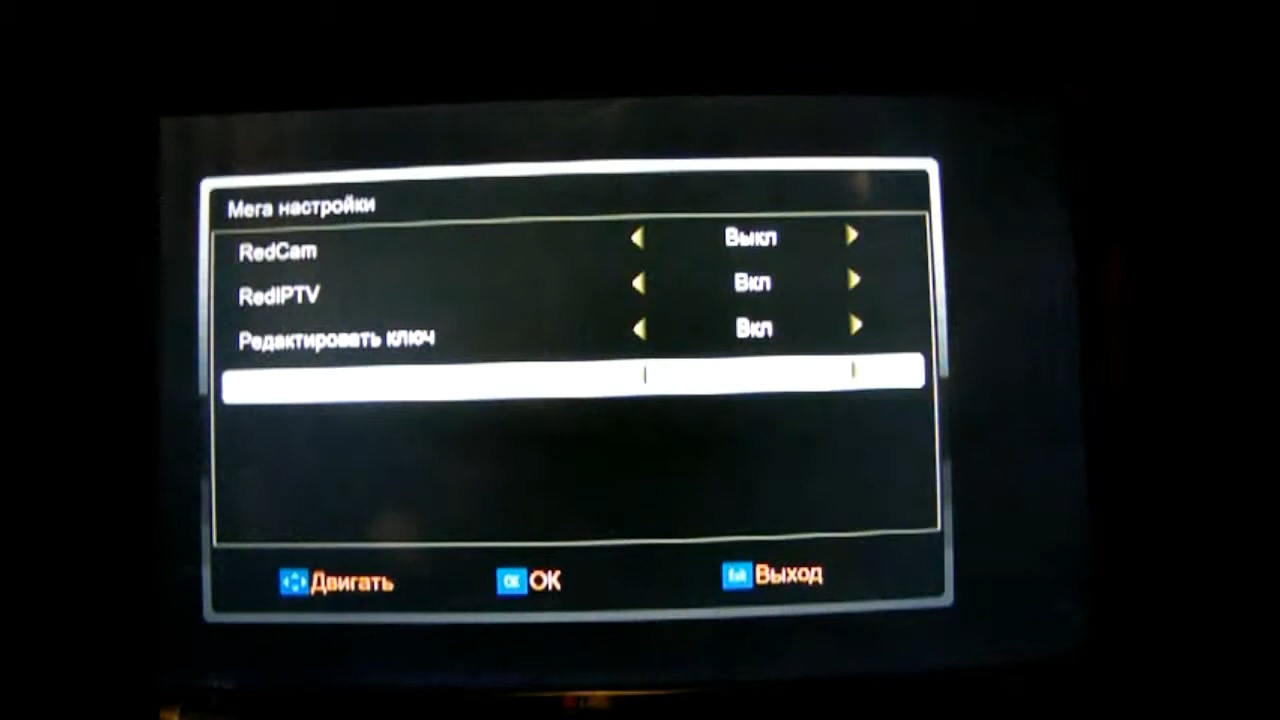 Мега настройки
RedCam Выкл
RedIPTV Вкл
Редактировать ключ Вкл
Двигать OK OK Exit Выход